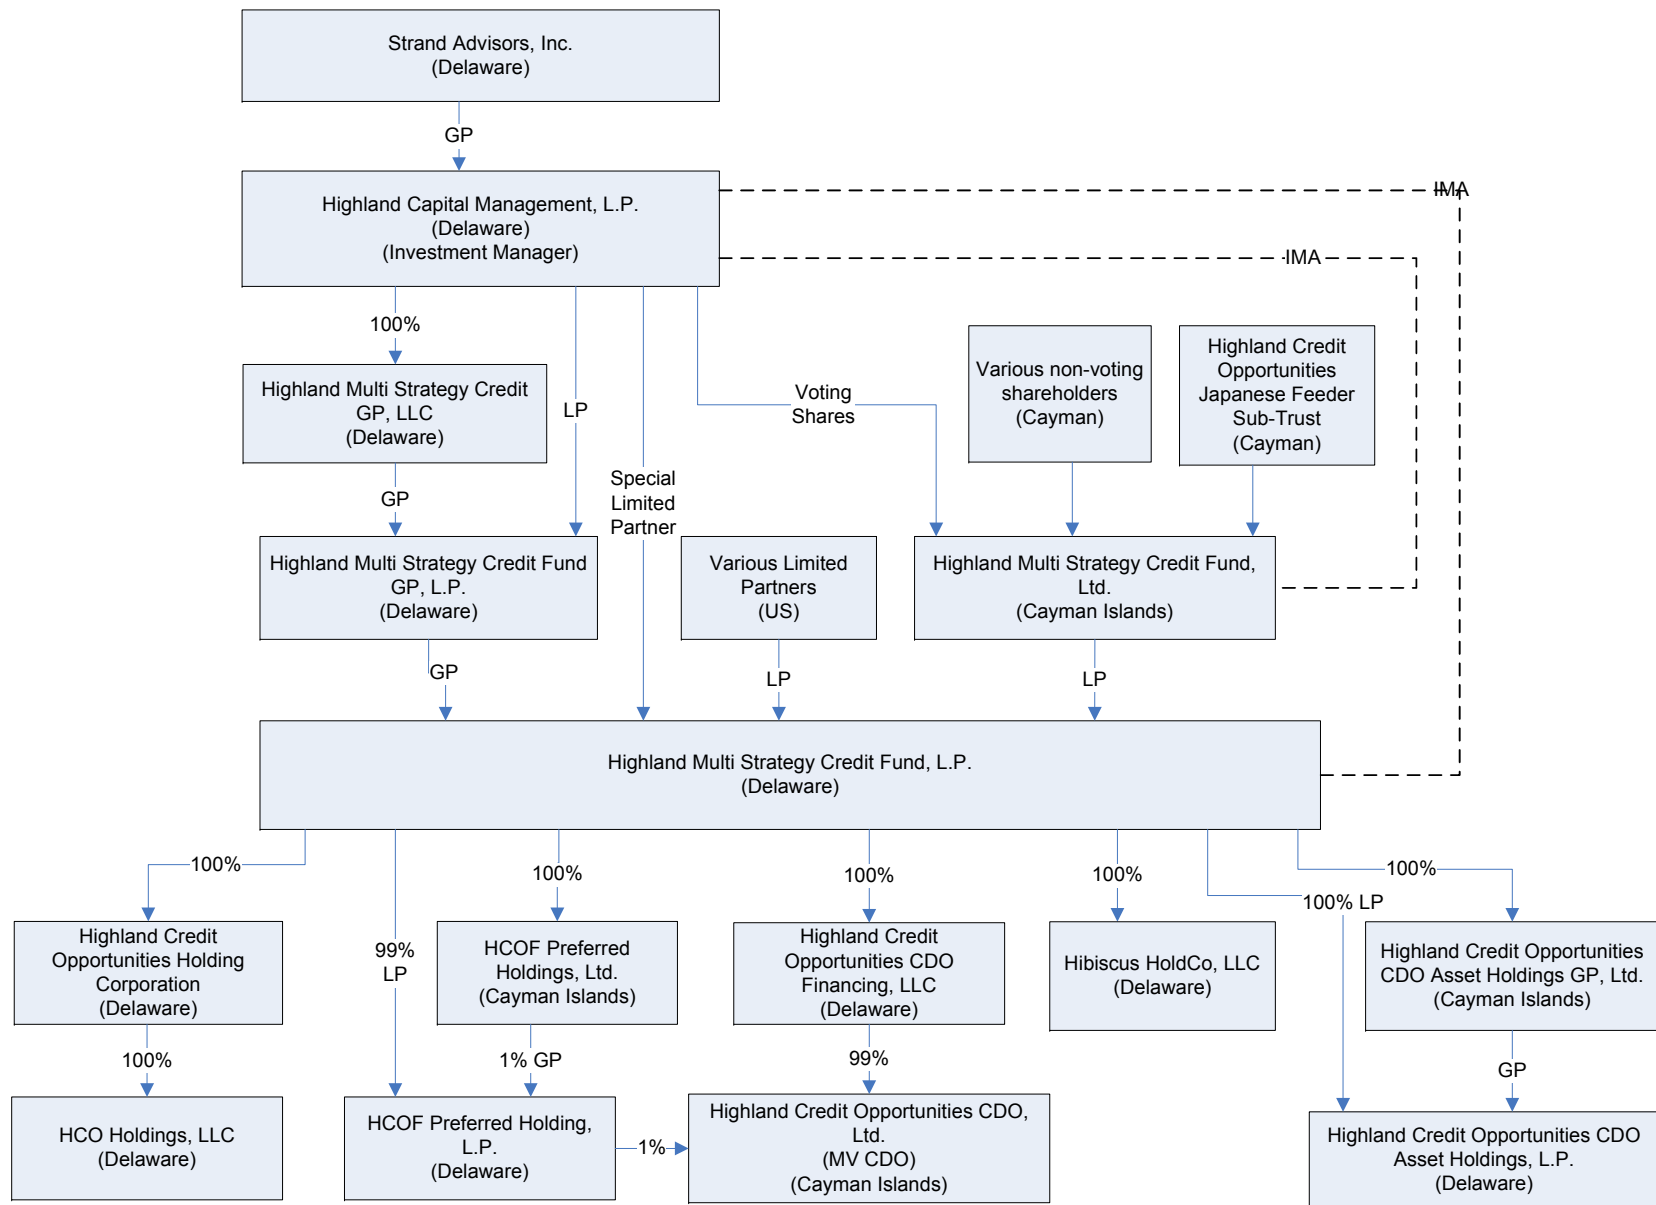 Strand Advisors, Inc.
(Delaware)
GP
Highland Capital Management, L.P.
(Delaware)
(Investment Manager)
IMA
IMA
100%
Highland Multi Strategy Credit
GP, LLC
(Delaware)
LP
Special
Limited
Partner
Voting
Shares
Various non-voting
shareholders
(Cayman)
Highland Credit
Opportunities
Japanese Feeder
Sub-Trust
(Cayman)
GP
Highland Multi Strategy Credit Fund
GP, L.P.
(Delaware)
Various Limited
Partners
(US)
Highland Multi Strategy Credit Fund,
Ltd.
(Cayman Islands)
GP
LP
LP
Highland Multi Strategy Credit Fund, L.P.
(Delaware)
100%
99%
LP
100%
100%
100%
100% LP
100%
Highland Credit
Opportunities Holding
Corporation
(Delaware)
HCOF Preferred
Holdings, Ltd.
(Cayman Islands)
Highland Credit
Opportunities CDO
Financing, LLC
(Delaware)
Hibiscus HoldCo, LLC
(Delaware)
Highland Credit Opportunities
CDO Asset Holdings GP, Ltd.
(Cayman Islands)
100%
1% GP
99%
GP
HCO Holdings, LLC
(Delaware)
HCOF Preferred Holding,
L.P.
(Delaware)
1%
Highland Credit Opportunities CDO,
Ltd.
(MV CDO)
(Cayman Islands)
Highland Credit Opportunities CDO
Asset Holdings, L.P.
(Delaware)